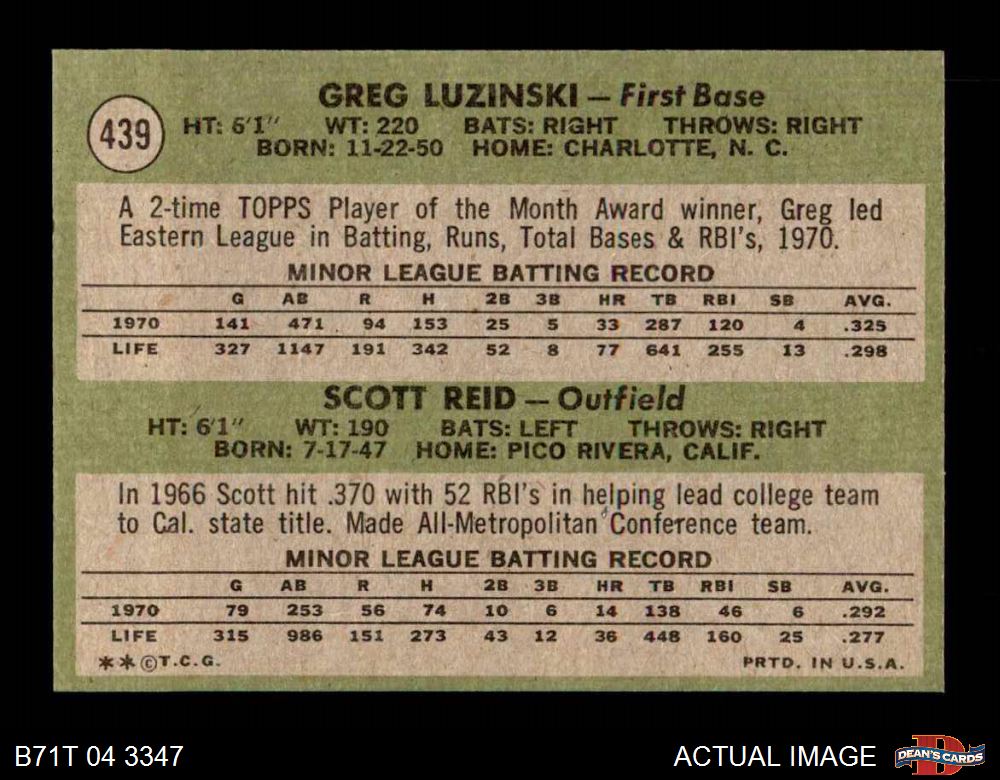 439
GREG LUZINSKI — First Base
HT: 6'1" WT: 220 BATS: RIGHT THROWS: RIGHT
BORN: 11-22-50 HOME: CHARLOTTE, N. C.
A 2-time TOPPS Player of the Month Award winner, Greg led
Eastern League in Batting, Runs, Total Bases & RBI's, 1970.
MINOR LEAGUE BATTING RECORD
G AB R H 2B 3B HR TB RBI SB AVG.
1970 141 471 94 153 25 5 33 287 120 4 .325
LIFE 327 1147 191 342 52 8 77 641 255 13 .298
SCOTT REID — Outfield
HT: 6'1" WT: 190 BATS: LEFT THROWS: RIGHT
BORN: 7-17-47 HOME: PICO RIVERA, CALIF.
In 1966 Scott hit .370 with 52 RBI's in helping lead college team
to Cal. state title. Made All-Metropolitan Conference team.
MINOR LEAGUE BATTING RECORD
G AB R H 2B 3B HR TB RBI SB AVG.
1970 79 253 56 74 10 6 14 138 46 6 .292
LIFE 315 986 151 273 43 12 36 448 160 25 .277
**©T.C.G. PRTD. IN U.S.A.
B71T 04 3347 ACTUAL IMAGE DEAN'S CARDS